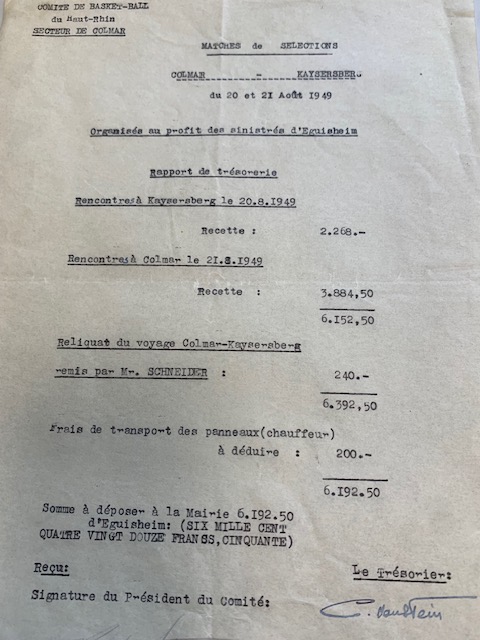 COMITE DE BASKET-BALL
du Haut-Rhin
SECTEUR DE COLMAR
MATCHES de SELECTIONS
COLMAR - KAYSERSBERG
du 20 et 21 Août 1949
Organisés au profit des sinistrés d'Eguisheim
Rapport de trésorerie
Rencontres à Kaysersberg le 20.8.1949
Recette : 2.268.-
Rencontres à Colmar le 21.8.1949
Recette : 3.884,50
6.152,50
Reliquat du voyage Colmar-Kaysersberg
remis par Mr. SCHNEIDER : 240.-
6.392,50
Frais de transport des panneaux(chauffeur)
à déduire : 200.-
6.192.50
Somme à déposer à la Mairie 6.192.50
d'Eguisheim: (SIX MILLE CENT
QUATRE VINGT DOUZE FRANSS,CINQUANTE)
Reçu: Le Trésorier:
Signature du Président du Comité: